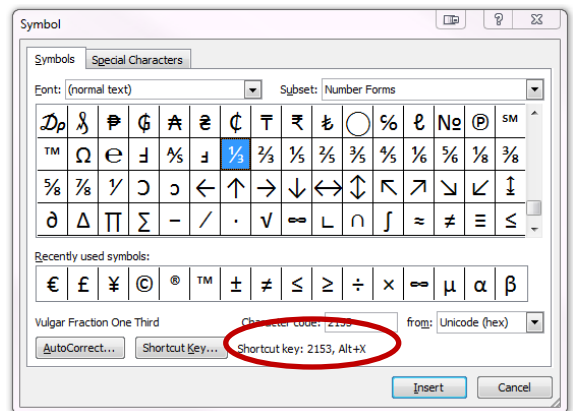 Symbol
Symbols Special Characters
Font: (normal text) Subset: Number Forms
₱ ₲ ₳ ₴ ₵ ₸ ₹ ₺ ◯ ℅ ℓ № ℗ ℠
™ Ω ℮ Ⅎ ⅍ ⅎ ⅓ ⅔ ⅕ ⅖ ⅗ ⅘ ⅙ ⅚ ⅛ ⅜
⅝ ⅞ ⅟ Ↄ ↄ ← ↑ → ↓ ↔ ↕ ↖ ↗ ↘ ↙ ↨
∂ ∆ ∏ ∑ − ∕ ∙ √ ∞ ∟ ∩ ∫ ≈ ≠ ≡ ≤
Recently used symbols:
€ £ ¥ © ® ™ ± ≠ ≤ ≥ ÷ × ∞ µ α β
Vulgar Fraction One Third Character code: 2153 from: Unicode (hex)
AutoCorrect... Shortcut Key... Shortcut key: 2153, Alt+X
Insert Cancel